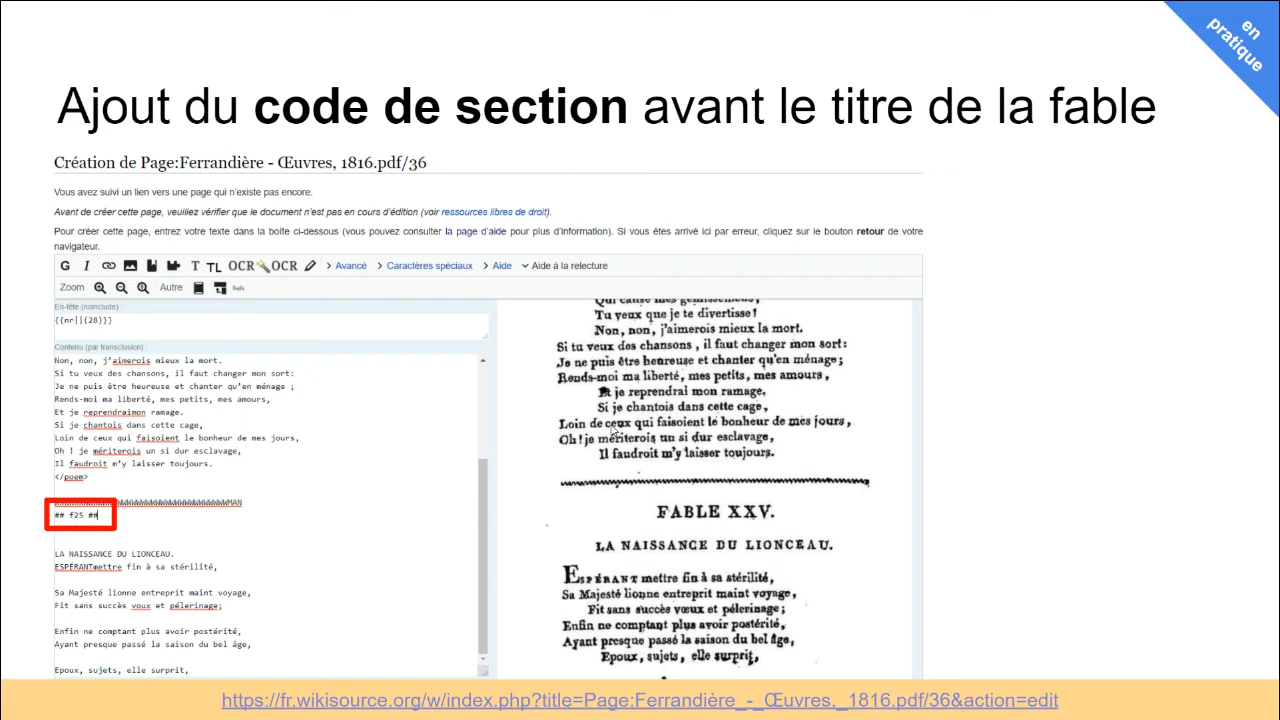 en
pratique
Ajout du code de section avant le titre de la fable
Création de Page:Ferrandière - Œuvres, 1816.pdf/36
Vous avez suivi un lien vers une page qui n'existe pas encore.
Avant de créer cette page, veuillez vérifier que le document n'est pas en cours d'édition (voir ressources libres de droit).
Pour créer cette page, entrez votre texte dans la boîte ci-dessous (vous pouvez consulter la page d'aide pour plus d'information). Si vous êtes arrivé ici par erreur, cliquez sur le bouton retour de votre
navigateur.
G I T TL OCR OCR Avancé Caractères spéciaux Aide Aide à la relecture
Zoom Autre
En-tête (noinclude) :
{{nr||(28)}}
Contenu (par transclusion) :
Non, non, j'aimerois mieux la mort.
Si tu veux des chansons, il faut changer mon sort:
Je ne puis être heureuse et chanter qu'en ménage ;
Rends-moi ma liberté, mes petits, mes amours,
Et je reprendraimon ramage.
Si je chantois dans cette cage,
Loin de ceux qui faisoient le bonheur de mes jours,
Oh ! je mériterois un si dur esclavage,
Il faudroit m'y laisser toujours.
</poem>
## f25 ##
LA NAISSANCE DU LIONCEAU.
ESPÉRANTmettre fin à sa stérilité,
Sa Majesté lionne entreprit maint voyage,
Fit sans succès voux et pélerinage;
Enfin ne comptant plus avoir postérité,
Ayant presque passé la saison du bel âge,
Epoux, sujets, elle surprit,
Qui cause mes gémissemens,
Tu veux que je te divertisse!
Non, non, j'aimerois mieux la mort.
Si tu veux des chansons, il faut changer mon sort:
Je ne puis être heureuse et chanter qu'en ménage;
Rends-moi ma liberté, mes petits, mes amours,
Et je reprendrai mon ramage.
Si je chantois dans cette cage,
Loin de ceux qui faisoient le bonheur de mes jours,
Oh! je mériterois un si dur esclavage,
Il faudroit m'y laisser toujours.
FABLE XXV.
LA NAISSANCE DU LIONCEAU.
ESPÉRANT mettre fin à sa stérilité,
Sa Majesté lionne entreprit maint voyage,
Fit sans succès vœux et pélerinage;
Enfin ne comptant plus avoir postérité,
Ayant presque passé la saison du bel âge,
Epoux, sujets, elle surprit,
https://fr.wikisource.org/w/index.php?title=Page:Ferrandière_-_Œuvres,_1816.pdf/36&action=edit